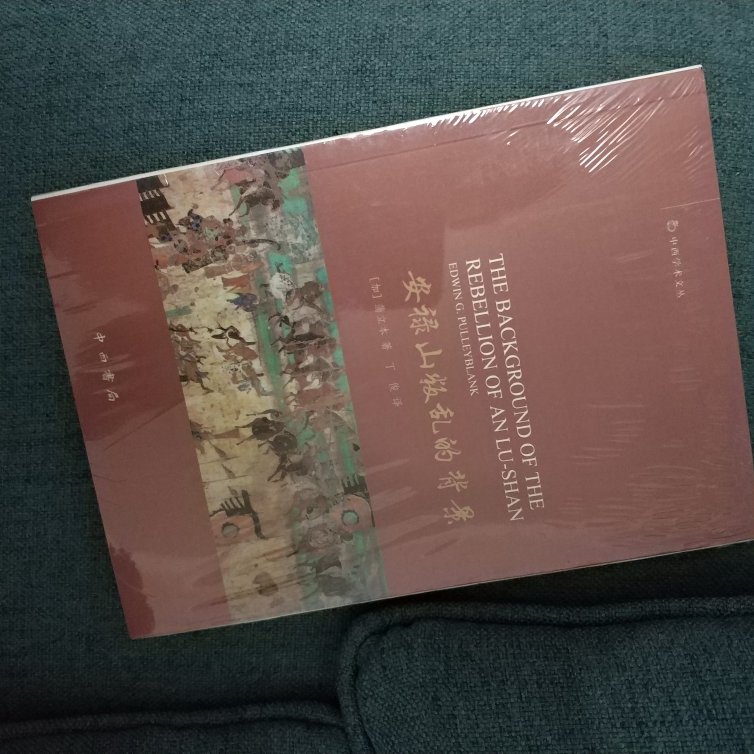 中西学术文丛
THE BACKGROUND OF THE
REBELLION OF AN LU-SHAN
EDWIN G. PULLEYBLANK
安禄山叛乱的背景
［加］蒲立本 著 丁俊 译
中西書局